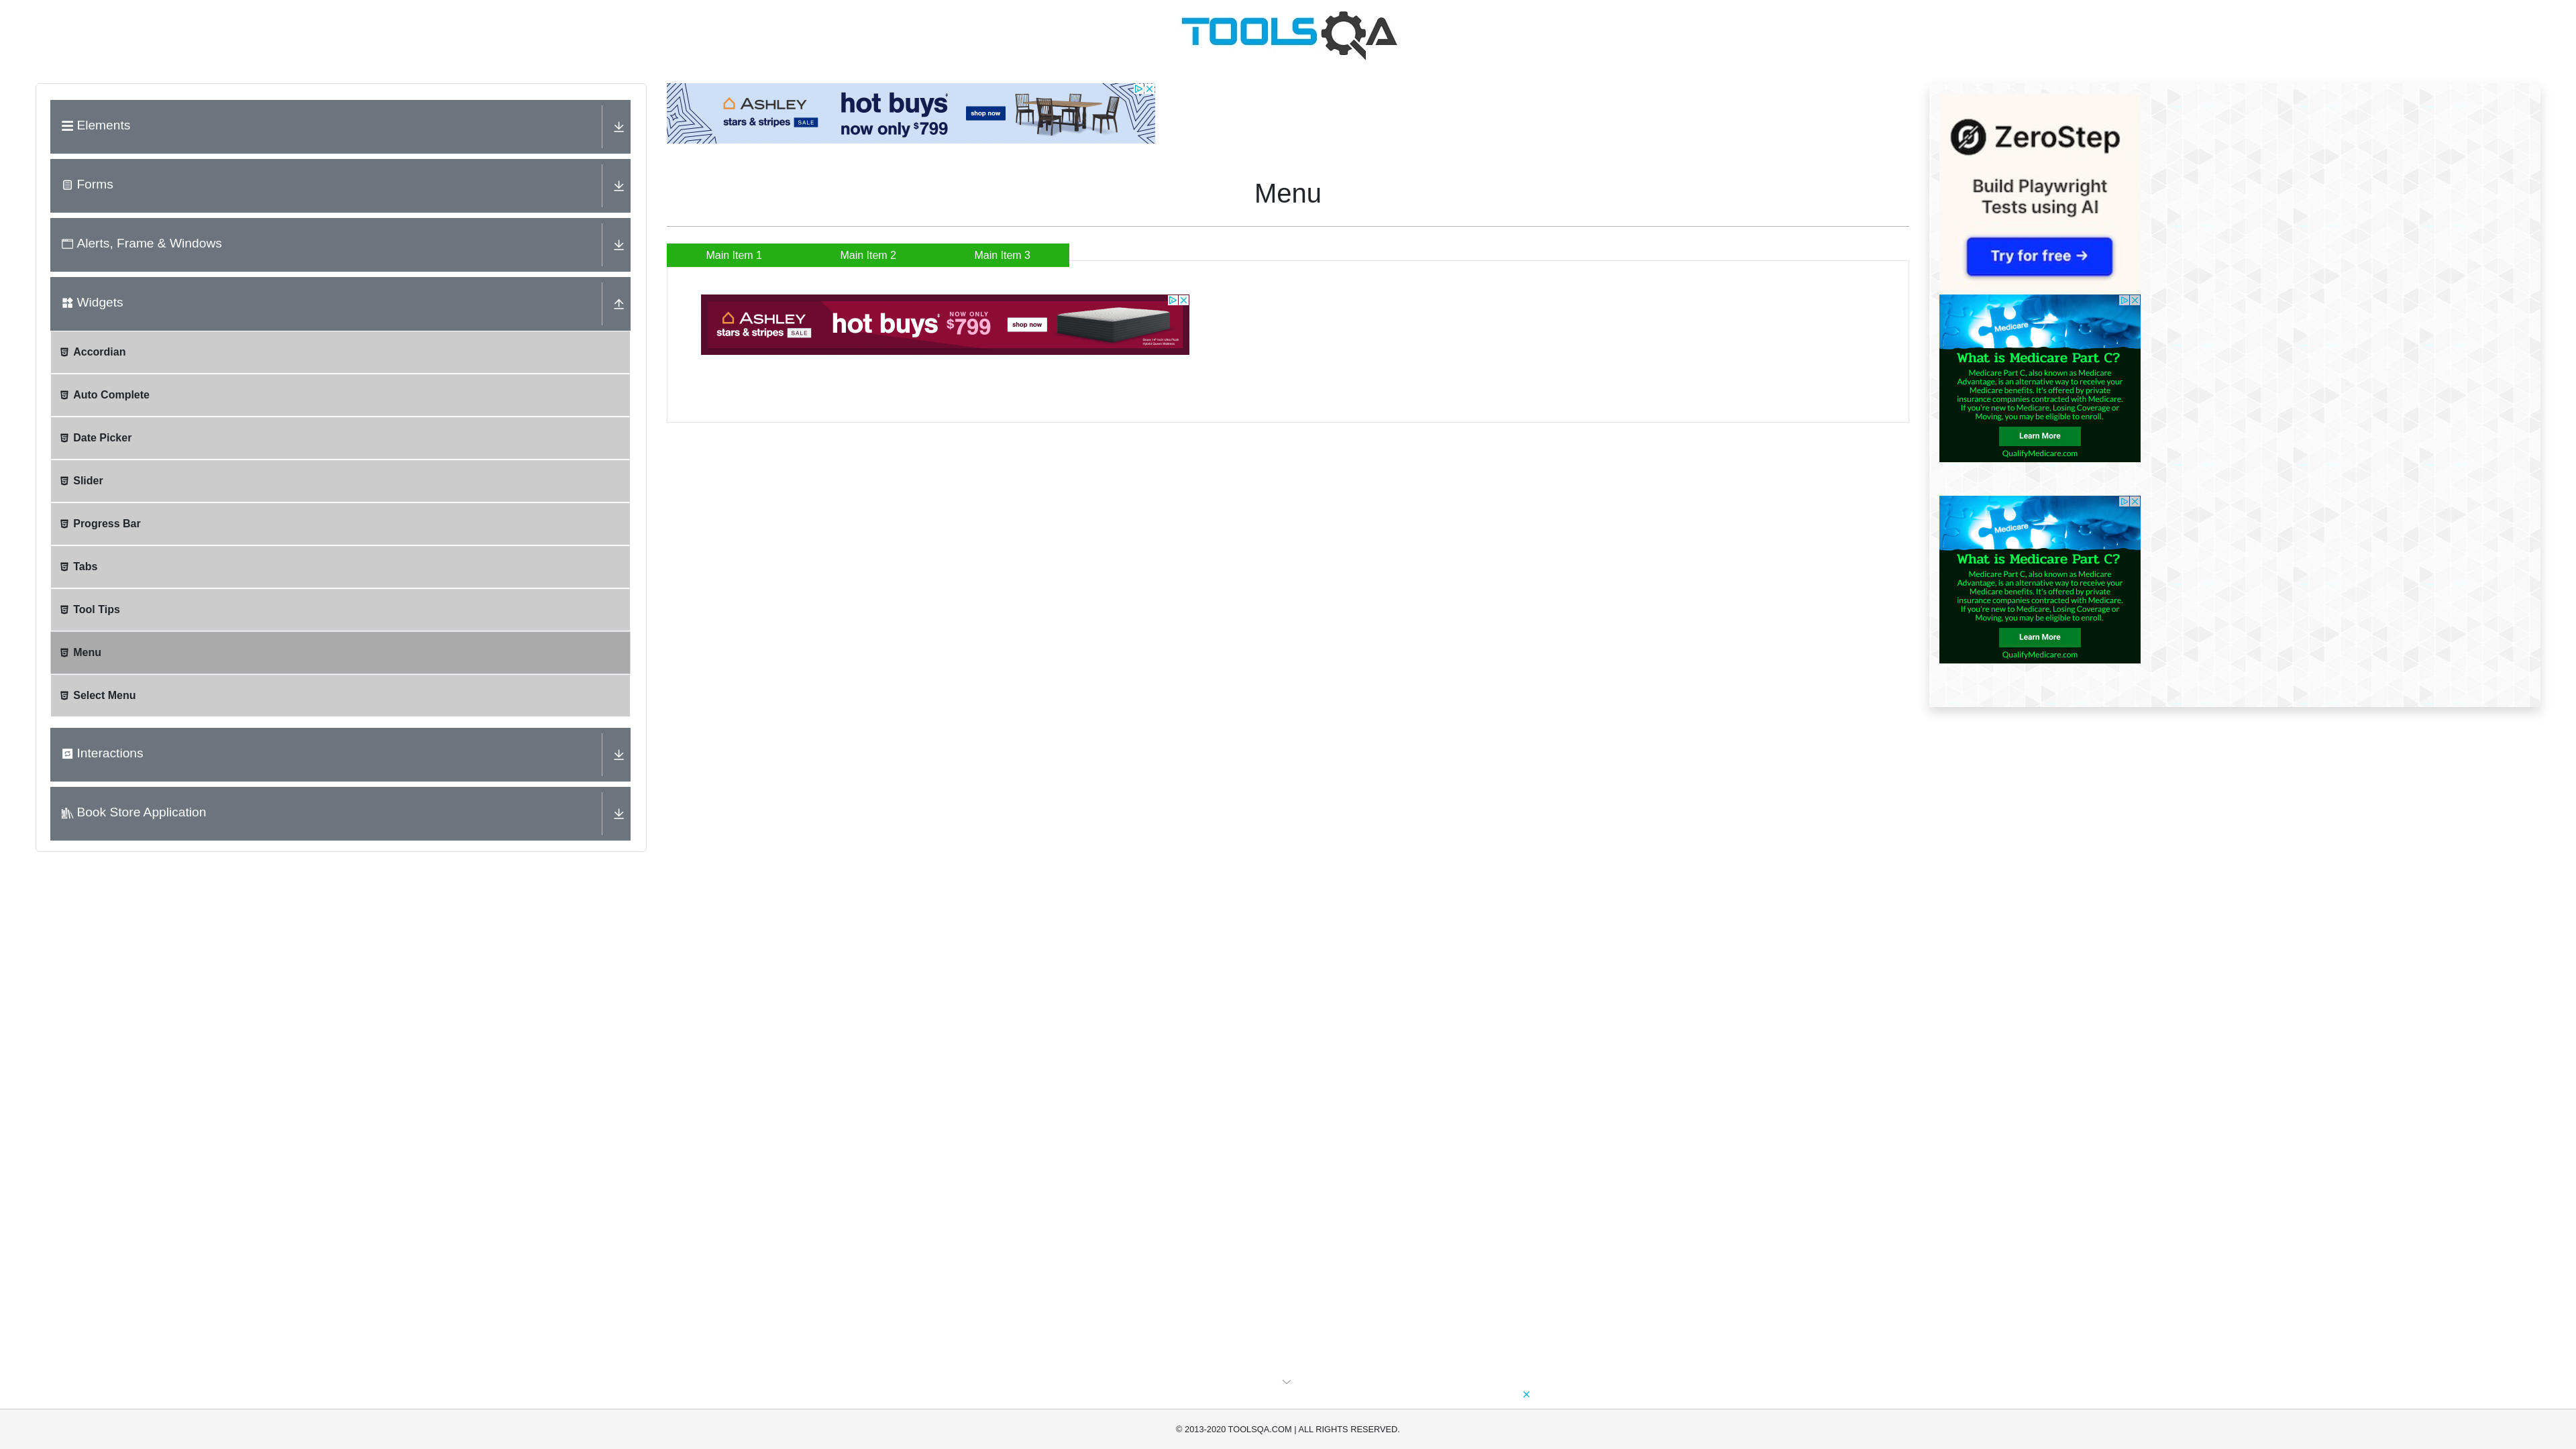 TOOLSQA
Elements
Forms
Alerts, Frame & Windows
Widgets
Accordian
Auto Complete
Date Picker
Slider
Progress Bar
Tabs
Tool Tips
Menu
Select Menu
Interactions
Book Store Application
ASHLEY
stars & stripes SALE
hot buys
now only $799
shop now
Menu
Main Item 1
Main Item 2
Main Item 3
ASHLEY
stars & stripes SALE
hot buys
NOW ONLY
$799
shop now
ZeroStep
Build Playwright
Tests using AI
Try for free →
Medicare
What is Medicare Part C?
Medicare Part C, also known as Medicare
Advantage, is an alternative way to receive your
Medicare benefits. It's offered by private
insurance companies contracted with Medicare.
If you're new to Medicare, Losing Coverage or
Moving, you may be eligible to enroll.
Learn More
QualifyMedicare.com
Medicare
What is Medicare Part C?
Medicare Part C, also known as Medicare
Advantage, is an alternative way to receive your
Medicare benefits. It's offered by private
insurance companies contracted with Medicare.
If you're new to Medicare, Losing Coverage or
Moving, you may be eligible to enroll.
Learn More
QualifyMedicare.com
© 2013-2020 TOOLSQA.COM | ALL RIGHTS RESERVED.